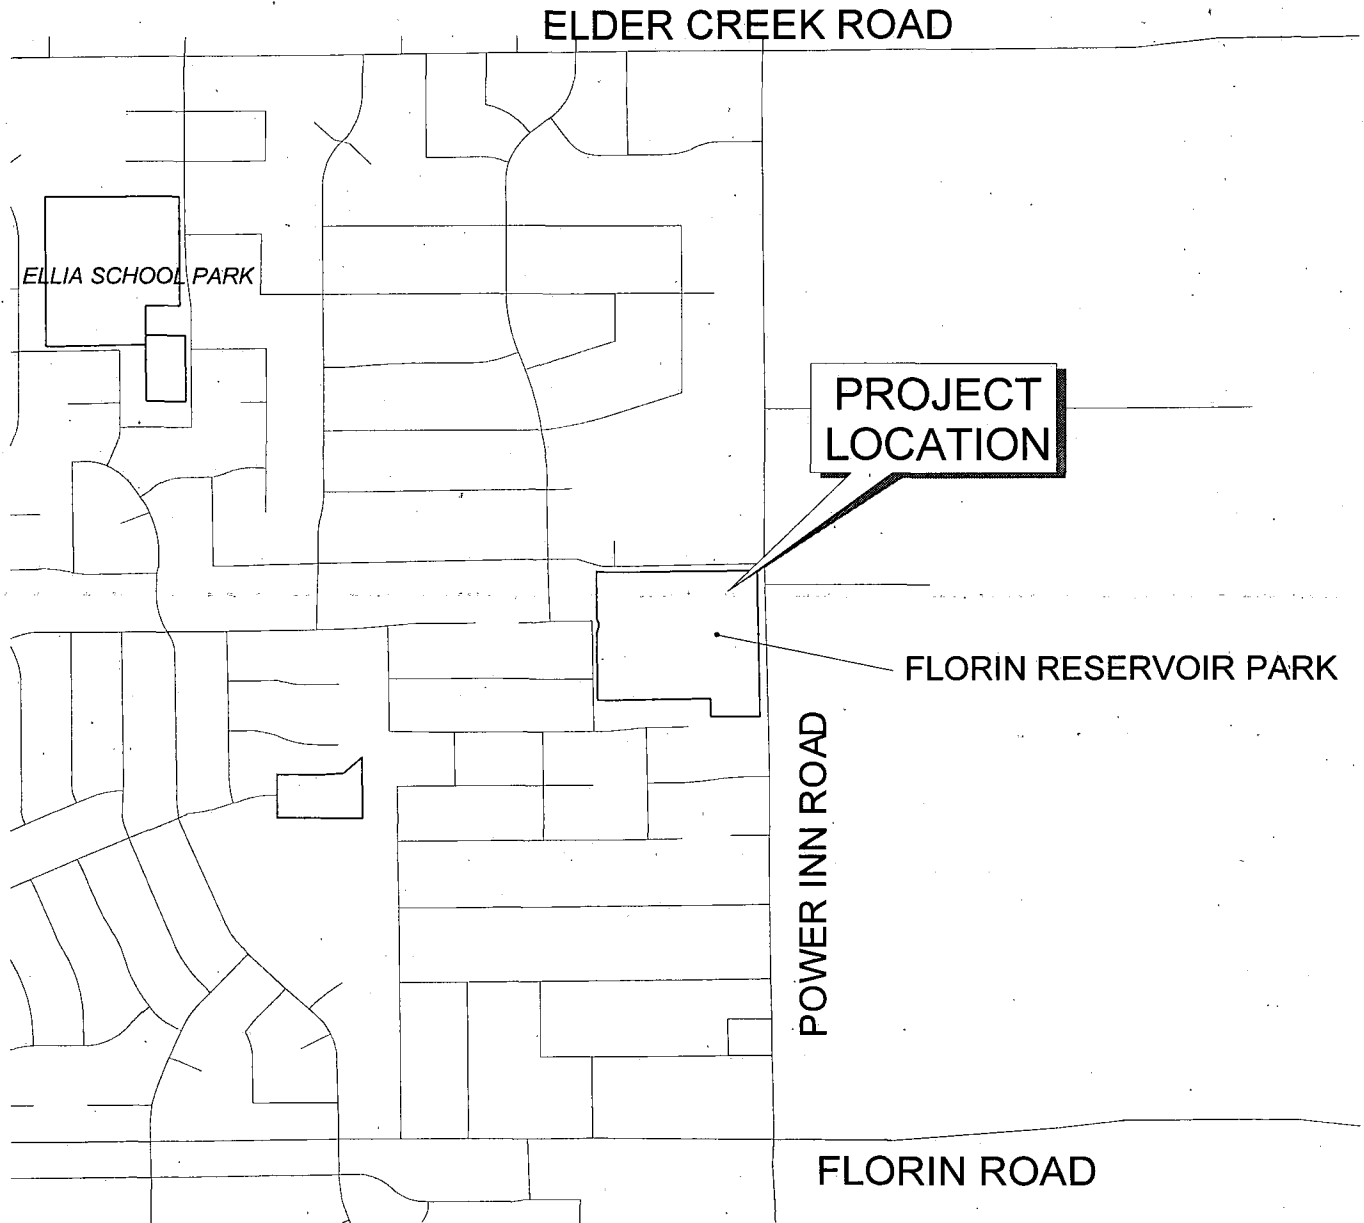 ELDER CREEK ROAD
ELLIA SCHOOL PARK
PROJECT
LOCATION
FLORIN RESERVOIR PARK
POWER INN ROAD
FLORIN ROAD